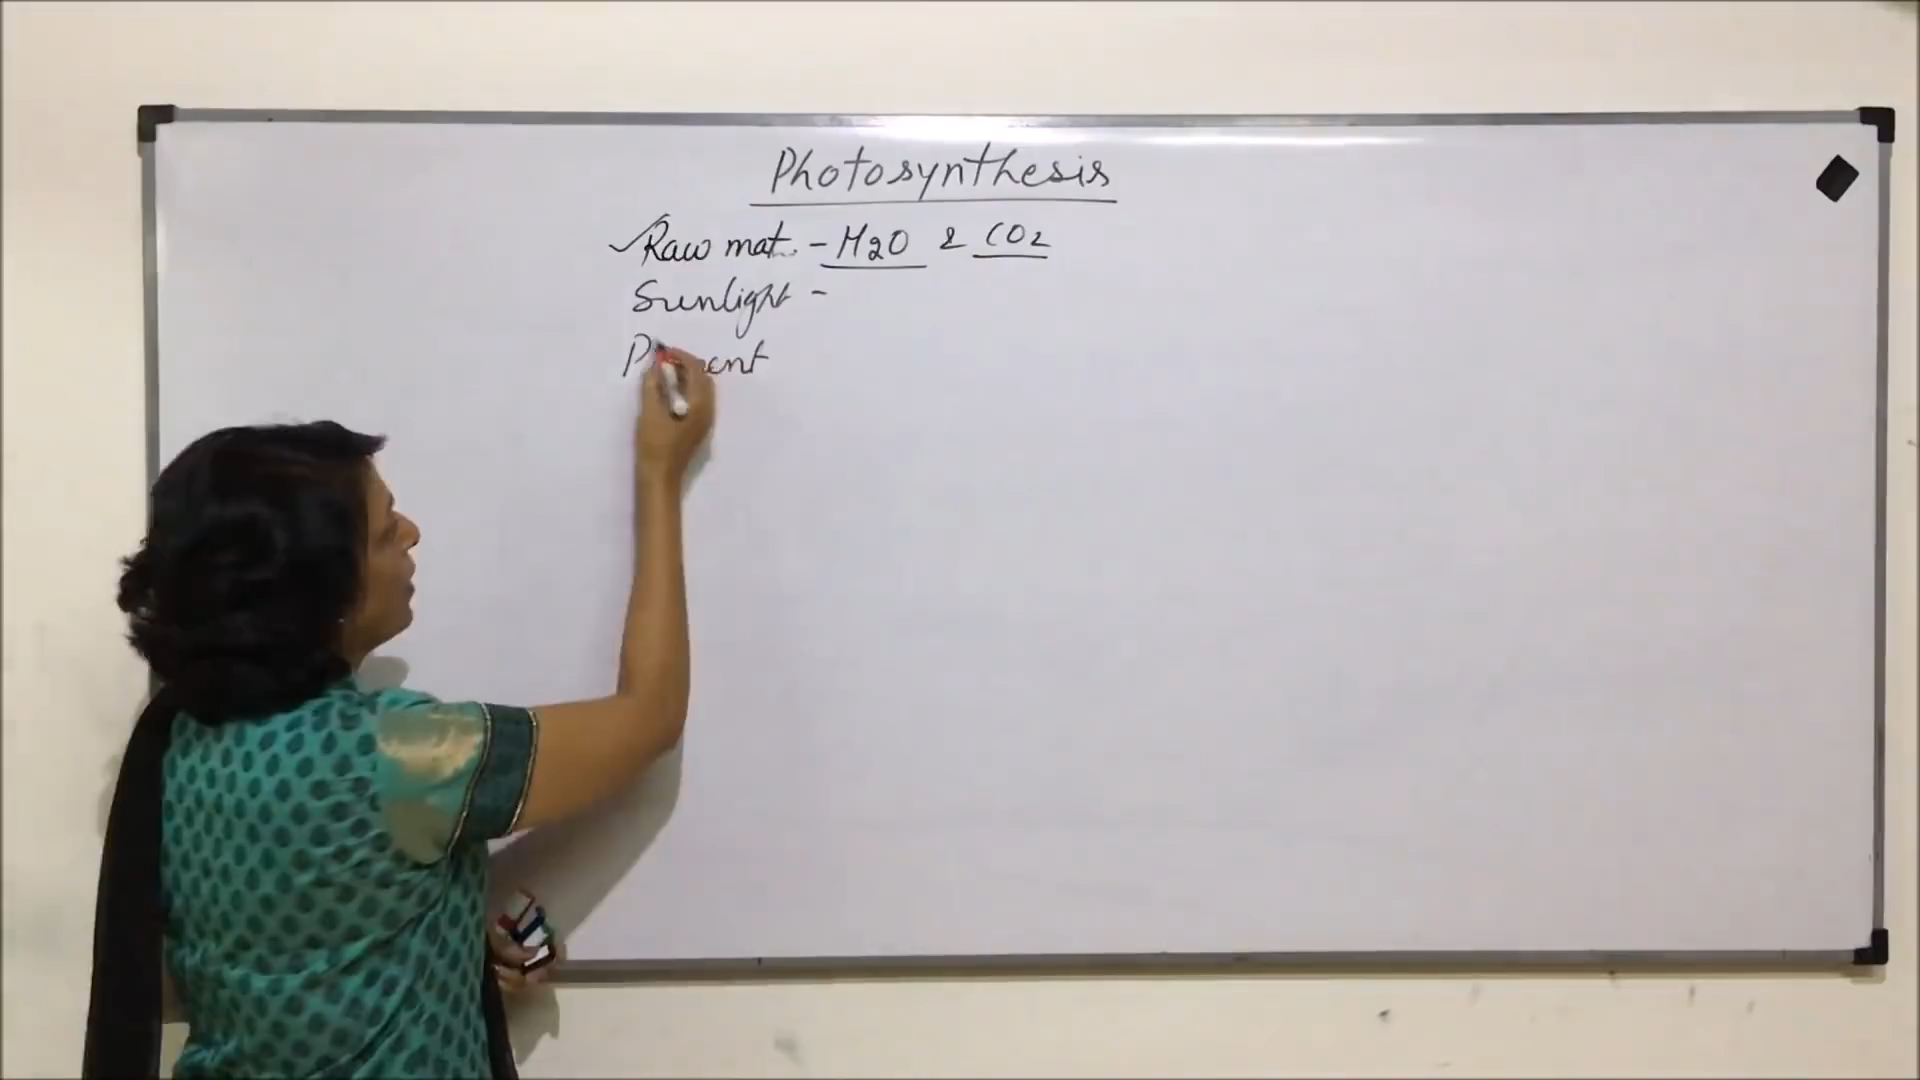 Photosynthesis
✓Raw mat. - H2O & CO2
Sunlight -